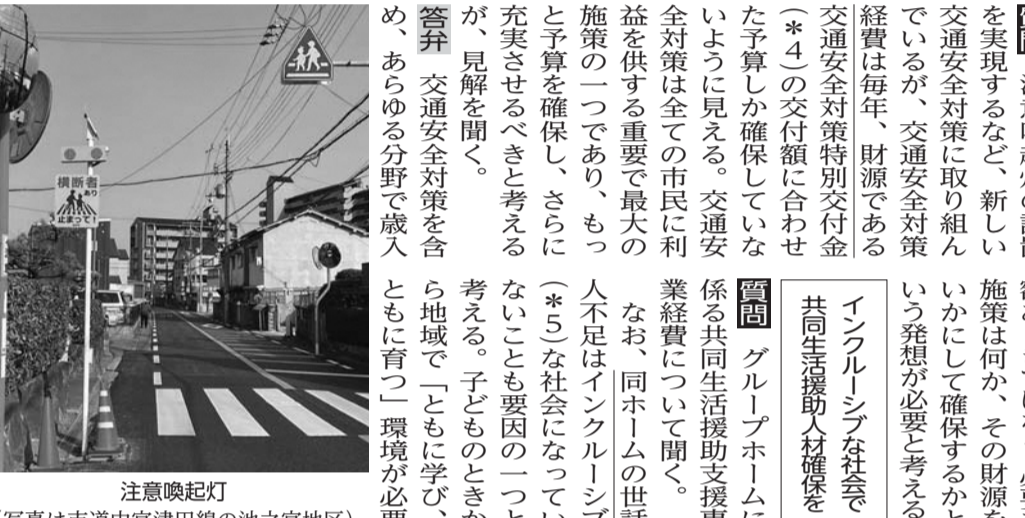 を実現するなど、新しい
交通安全対策に取り組ん
でいるが、交通安全対策
経費は毎年、財源である
交通安全対策特別交付金
(＊4)の交付額に合わせ
た予算しか確保していな
いように見える。交通安
全対策は全ての市民に利
益を供する重要で最大の
施策の一つであり、もっ
と予算を確保し、さらに
充実させるべきと考える
が、見解を聞く。
答弁　交通安全対策を含
め、あらゆる分野で歳入
施策は何か、その財源を
いかにして確保するかと
いう発想が必要と考える
インクルーシブな社会で
共同生活援助人材確保を
質問　グループホームに
係る共同生活援助支援事
業経費について聞く。
なお、同ホームの世話
人不足はインクルーシブ
(＊5)な社会になってい
ないことも要因の一つと
考える。子どものときか
ら地域で「ともに学び、
ともに育つ」環境が必要
横断者
あり
止まって!
注意喚起灯
(写真は市道中宮津田線の池之宮地区)